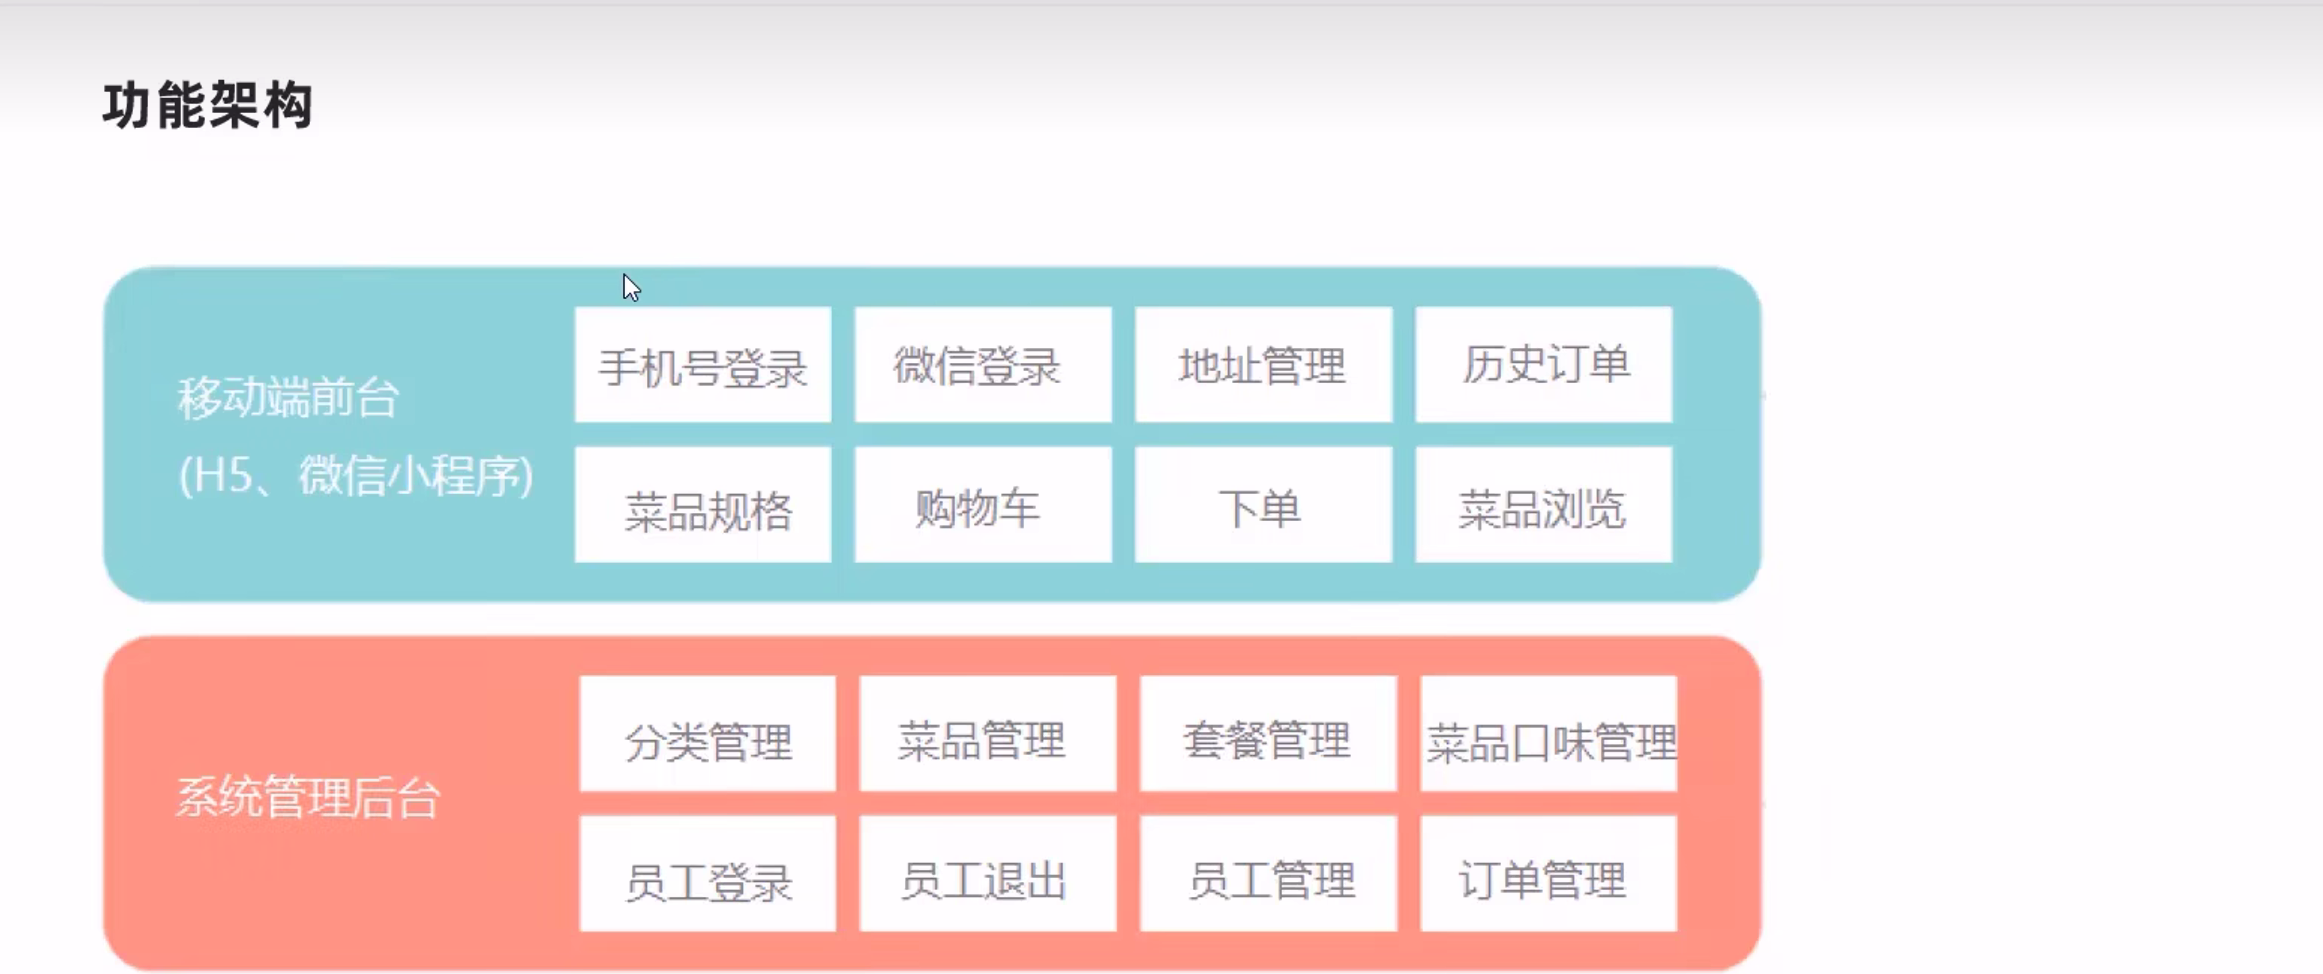 功能架构
移动端前台
(H5、微信小程序)
手机号登录
微信登录
地址管理
历史订单
菜品规格
购物车
下单
菜品浏览
系统管理后台
分类管理
菜品管理
套餐管理
菜品口味管理
员工登录
员工退出
员工管理
订单管理